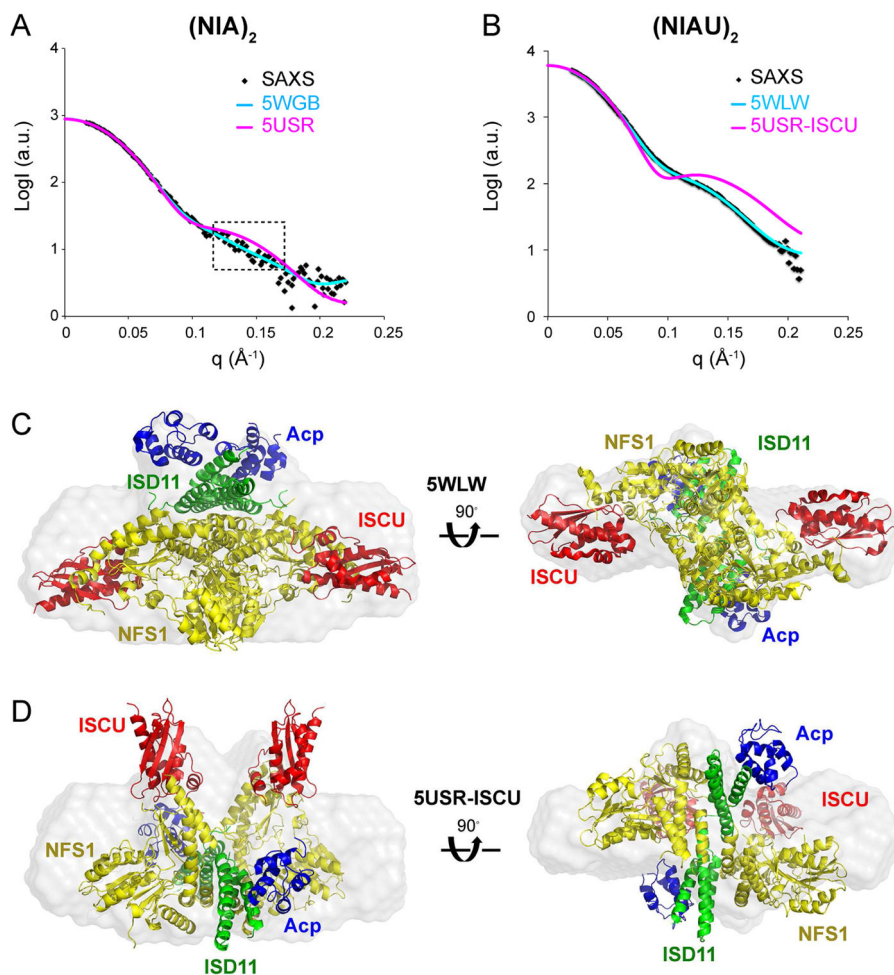 A
(NIA)2
LogI (a.u.)
4
3
2
1
0
SAXS
5WGB
5USR
0
0.05
0.1
0.15
0.2
0.25
q (Å-1)
B
(NIAU)2
LogI (a.u.)
4
3
2
1
0
SAXS
5WLW
5USR-ISCU
0
0.05
0.1
0.15
0.2
0.25
q (Å-1)
C
Acp
ISD11
ISCU
NFS1
5WLW
90°
NFS1
ISD11
ISCU
Acp
D
ISCU
NFS1
Acp
ISD11
5USR-ISCU
90°
Acp
ISCU
NFS1
ISD11